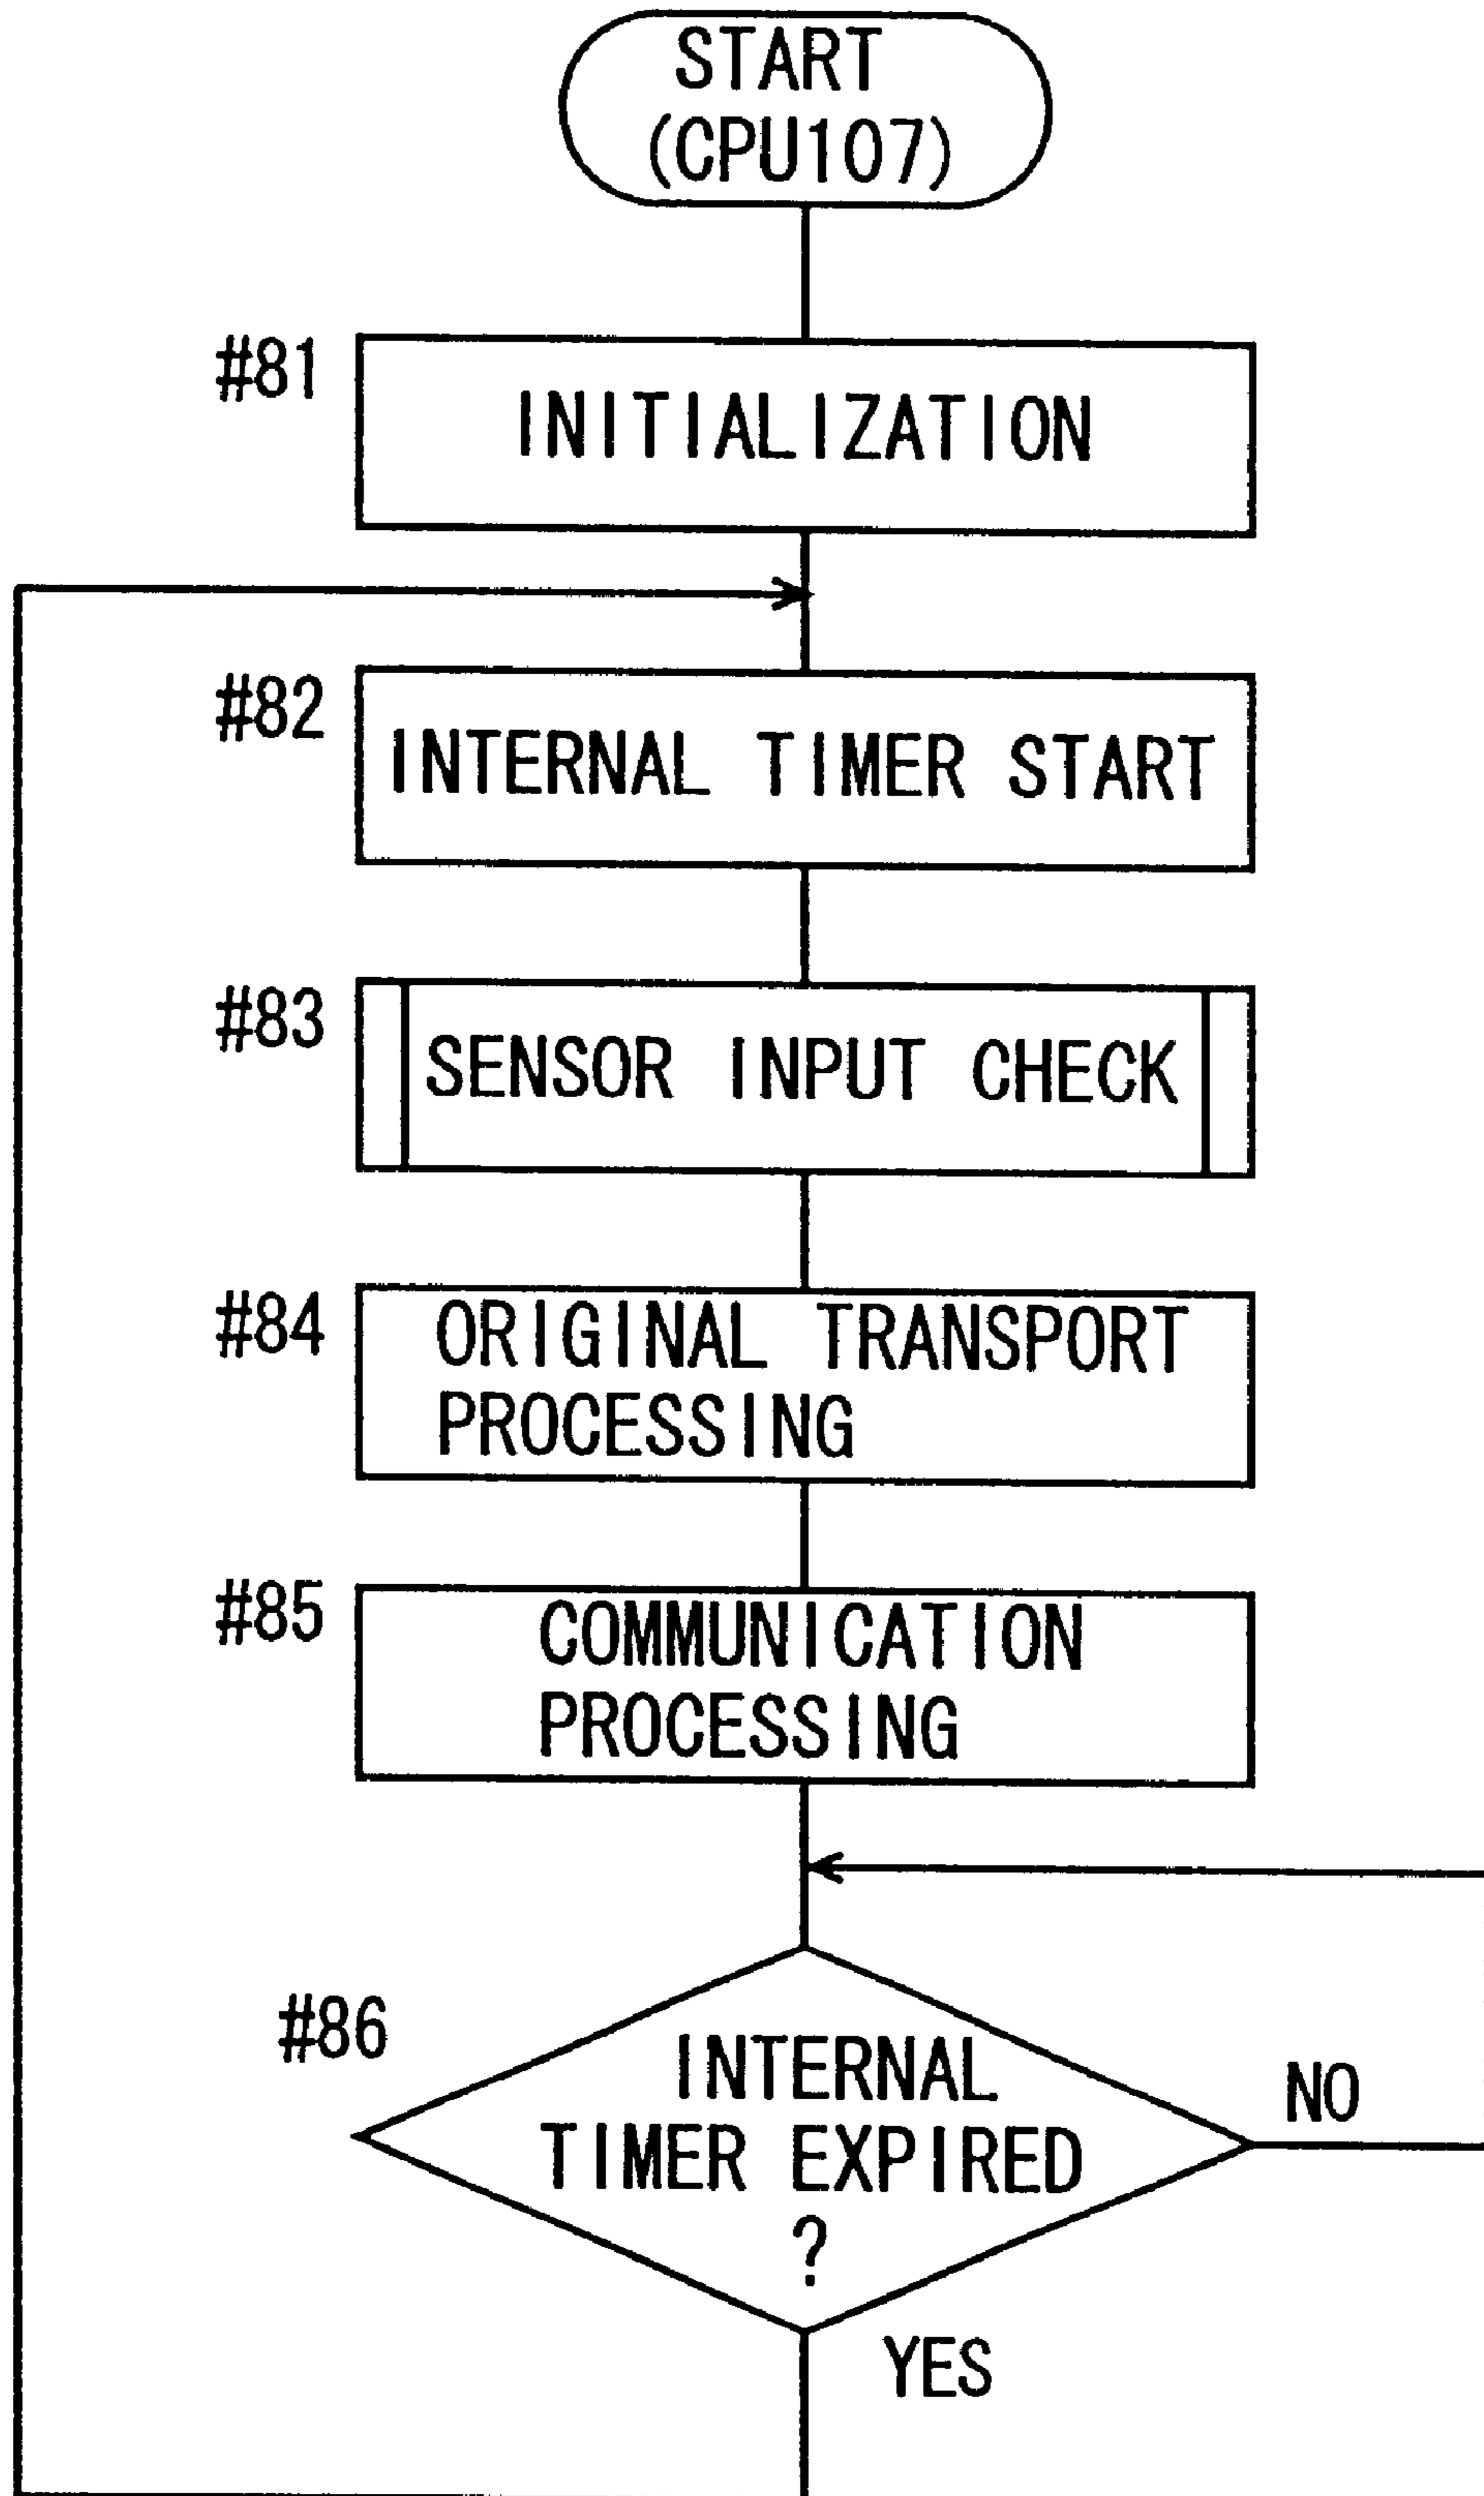 START
(CPU107)
#81
INITIALIZATION
#82
INTERNAL TIMER START
#83
SENSOR INPUT CHECK
#84
ORIGINAL TRANSPORT
PROCESSING
#85
COMMUNICATION
PROCESSING
#86
INTERNAL
TIMER EXPIRED
?
NO
YES